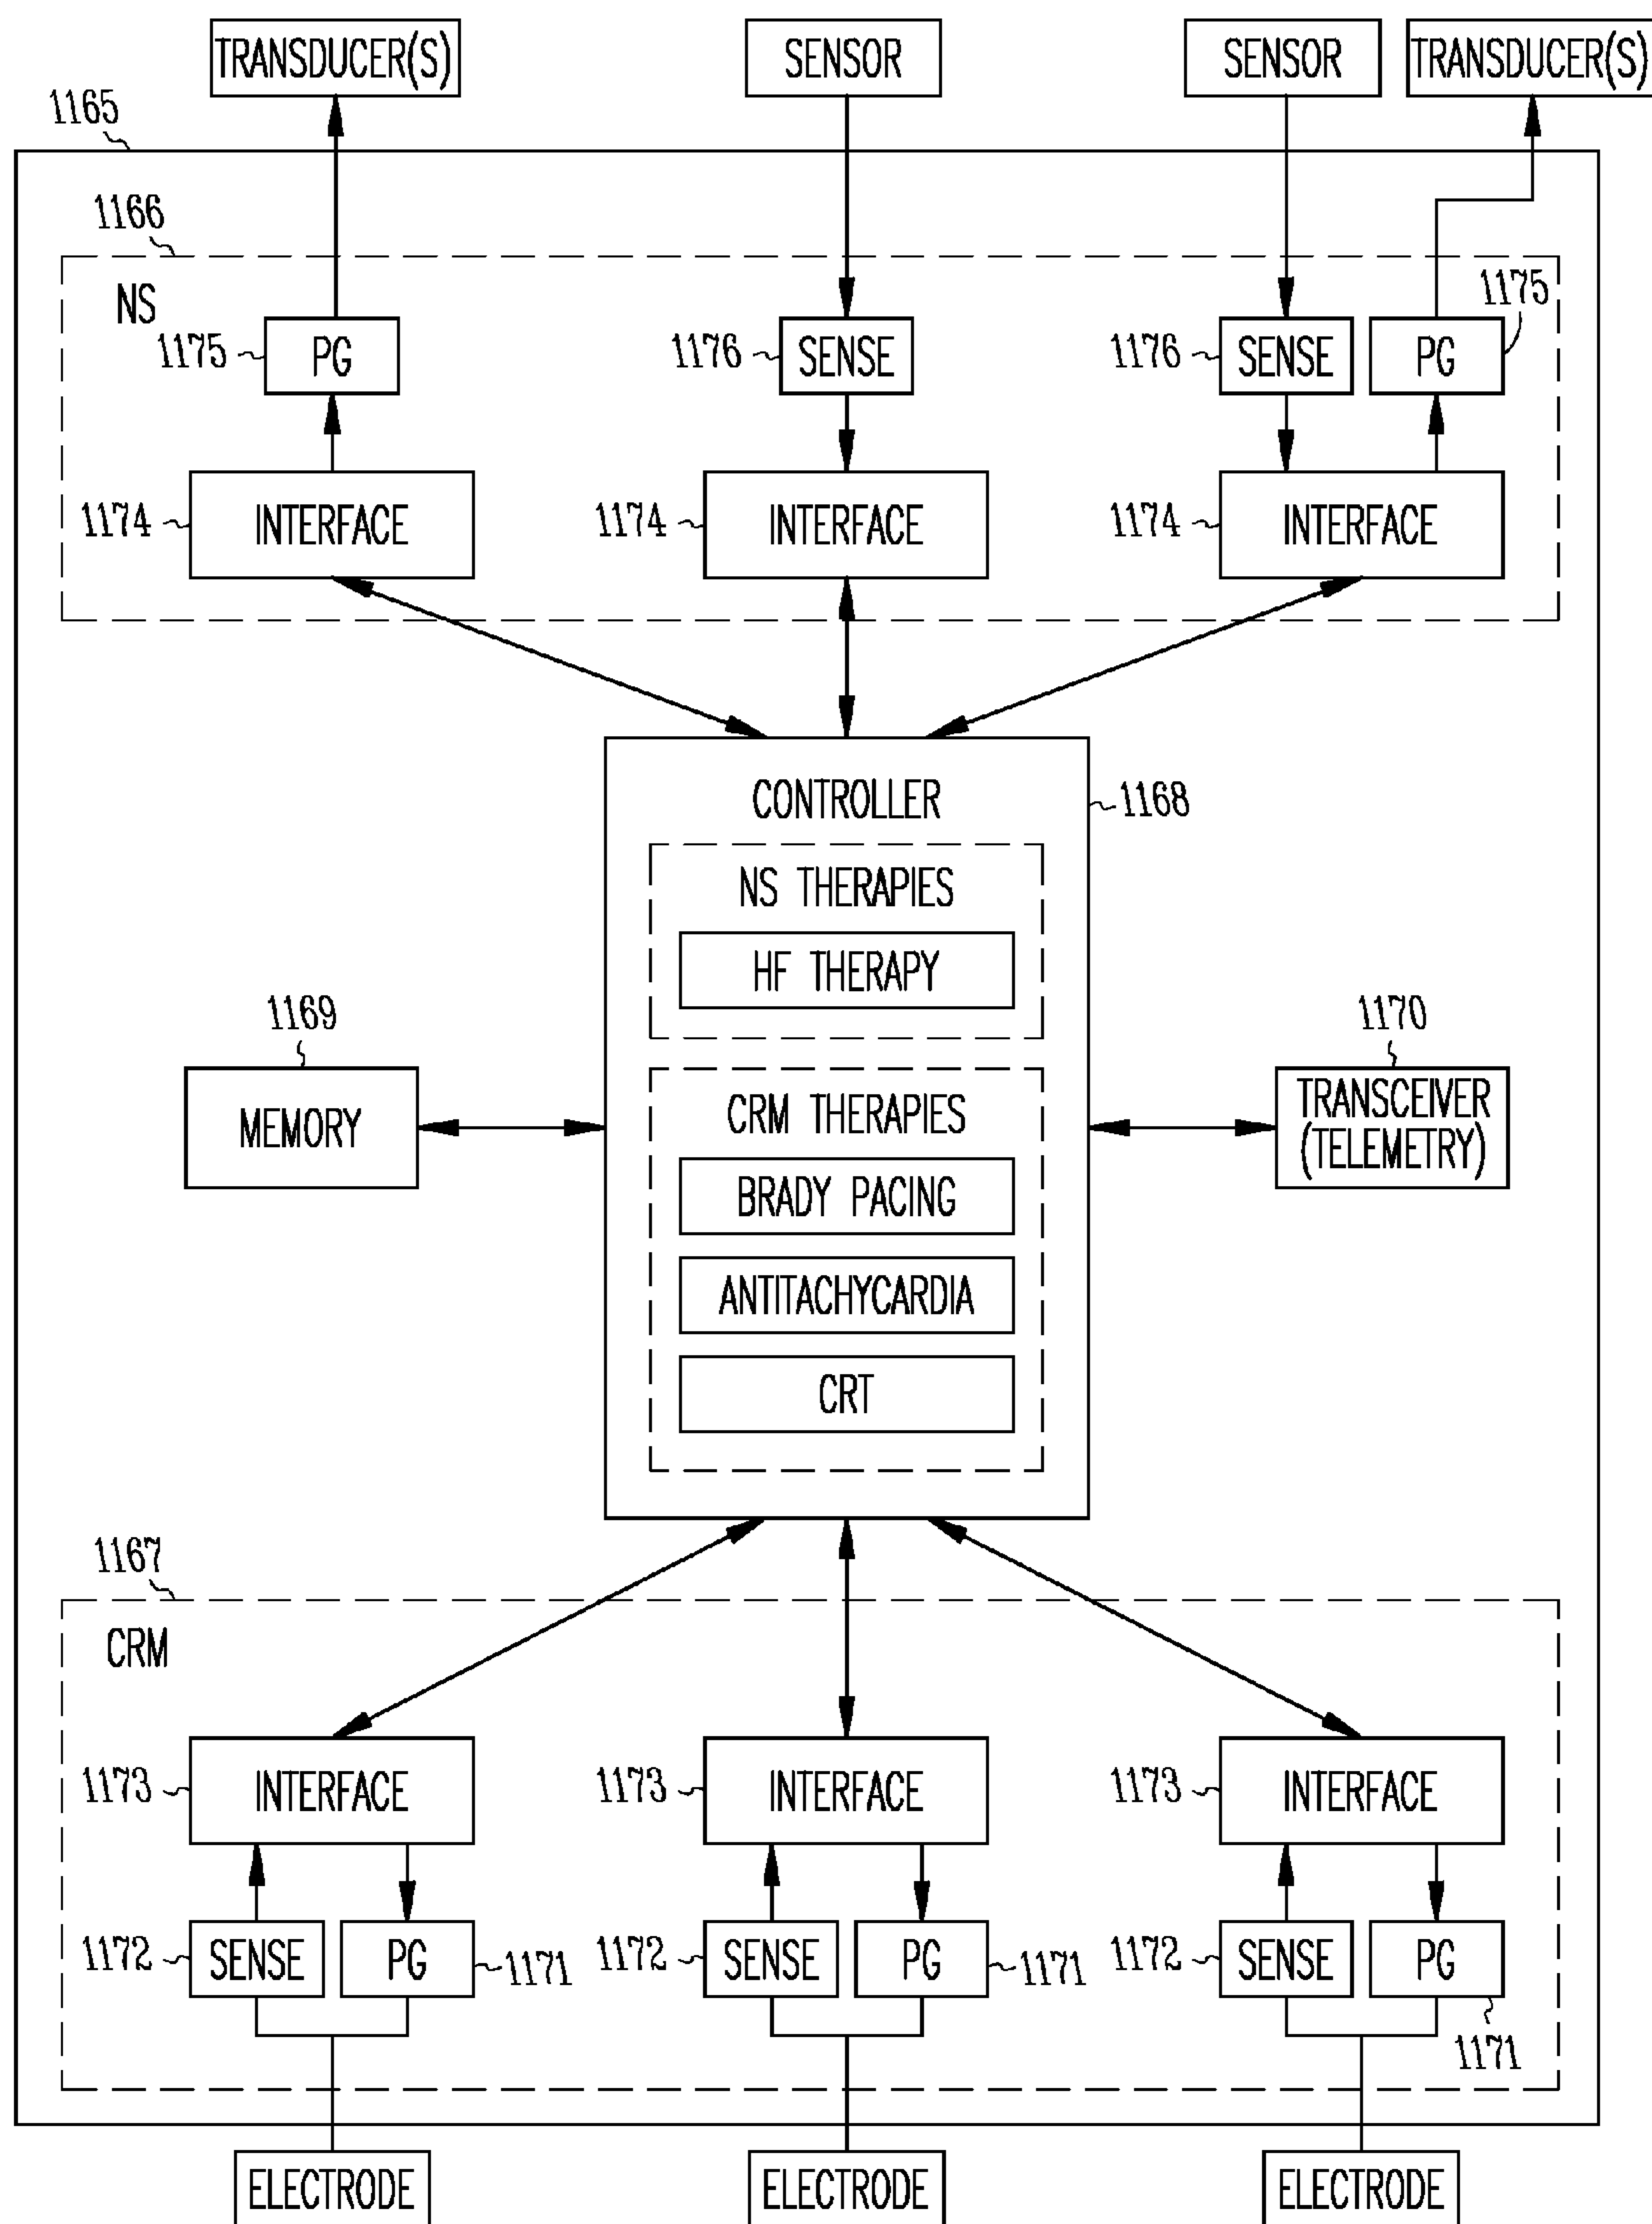 TRANSDUCER(S)
SENSOR
SENSOR
TRANSDUCER(S)
1165
1166
NS
1175
1175
PG
1176
SENSE
1176
SENSE
PG
1174
INTERFACE
1174
INTERFACE
1174
INTERFACE
CONTROLLER
1168
NS THERAPIES
HF THERAPY
1169
MEMORY
1170
TRANSCEIVER
(TELEMETRY)
CRM THERAPIES
BRADY PACING
ANTITACHYCARDIA
CRT
1167
CRM
1173
INTERFACE
1173
INTERFACE
1173
INTERFACE
1172
SENSE
PG
1171
1172
SENSE
PG
1171
1172
SENSE
PG
1171
ELECTRODE
ELECTRODE
ELECTRODE